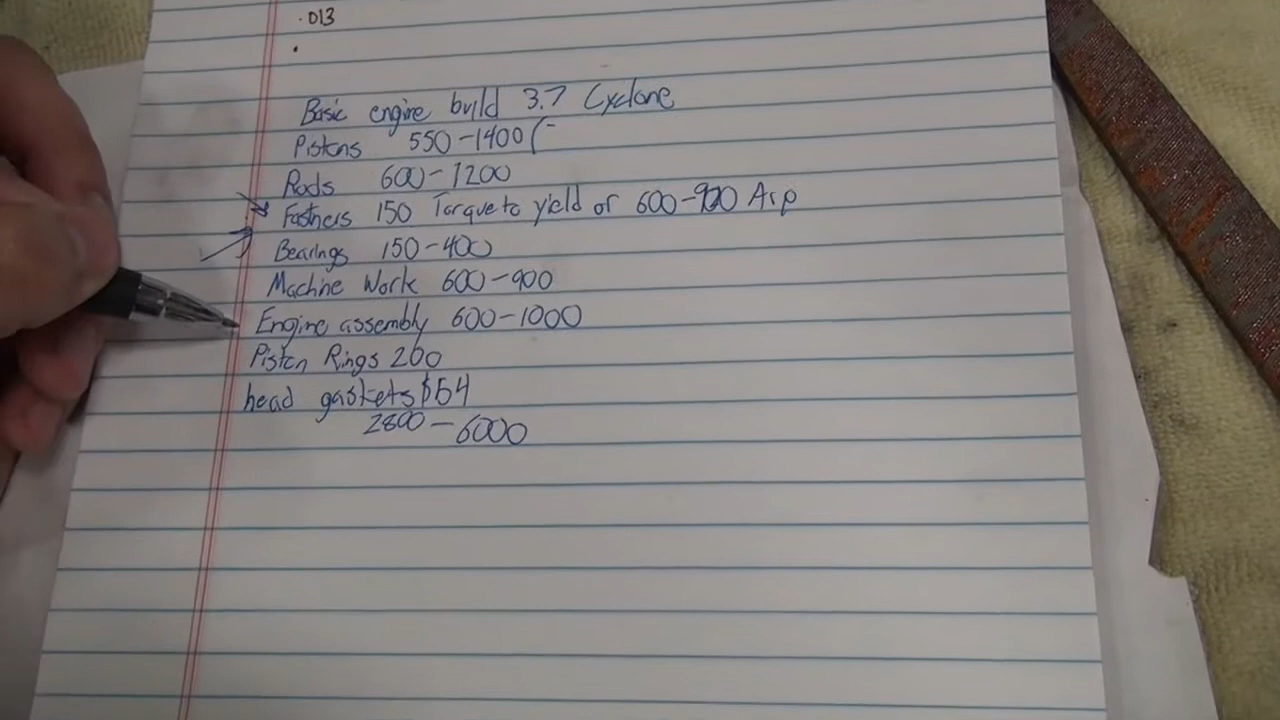 .013
.
Basic engine build 3.7 Cyclone
Pistons 550-1400(-
Rods 600-1200
Fastners 150 Torque to yield or 600-900 Arp
Bearings 150-400
Machine Work 600-900
Engine assembly 600-1000
Piston Rings 200
head gaskets $54
2800-6000